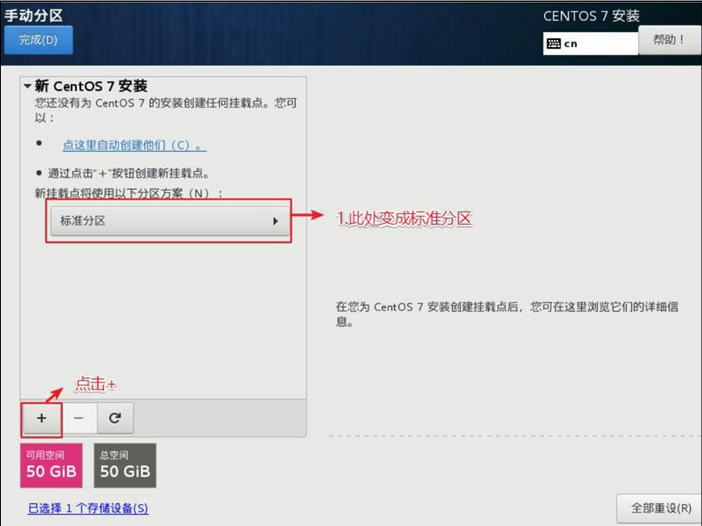 手动分区
CENTOS 7 安装
完成(D)
cn
帮助！
新 CentOS 7 安装
您还没有为 CentOS 7 的安装创建任何挂载点。您可
以：
点这里自动创建他们（C）。
通过点击“+”按钮创建新挂载点。
新挂载点将使用以下分区方案（N）：
标准分区
1.此处变成标准分区
在您为 CentOS 7 安装创建挂载点后，您可在这里浏览它们的详细信
息。
点击+
+ −
可用空间
50 GiB
总空间
50 GiB
已选择 1 个存储设备(S)
全部重设(R)